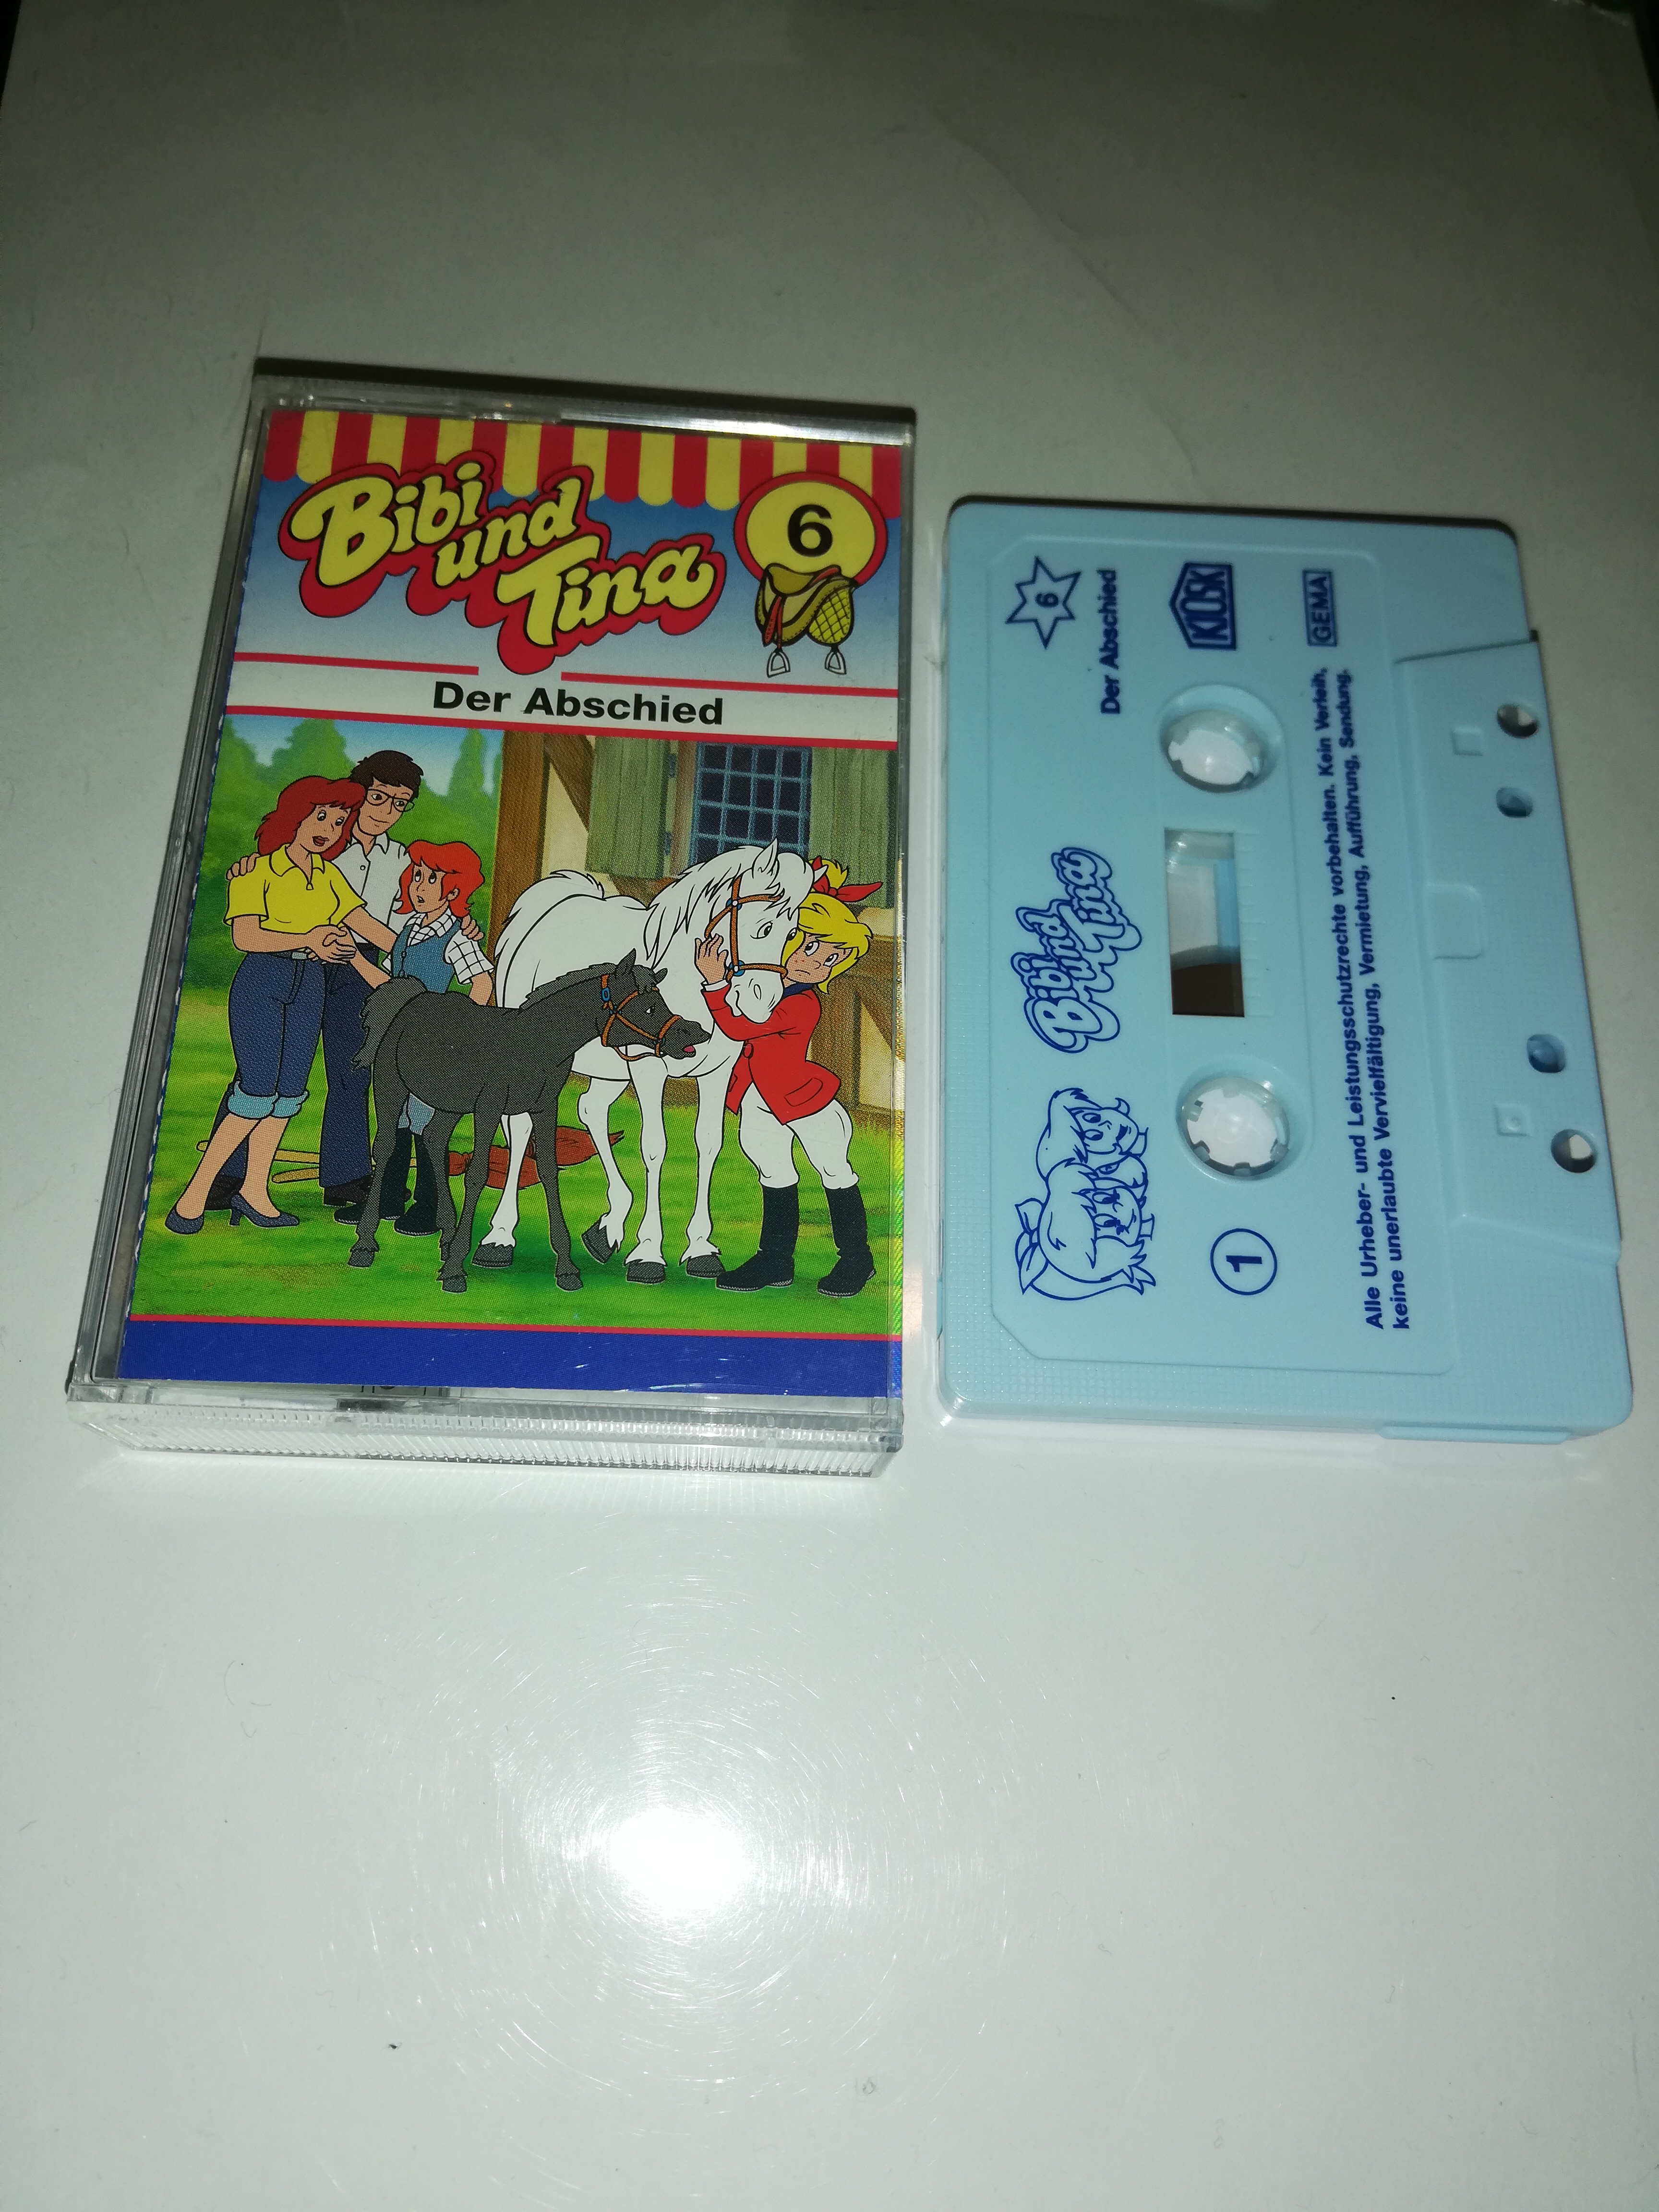 Bibi
und
Tina
6
Der Abschied
6
Der Abschied
Bibi und
Tina
KIOSK
1
GEMA
Alle Urheber- und Leistungsschutzrechte vorbehalten. Kein Verleih,
keine unerlaubte Vervielfältigung, Vermietung, Aufführung, Sendung.